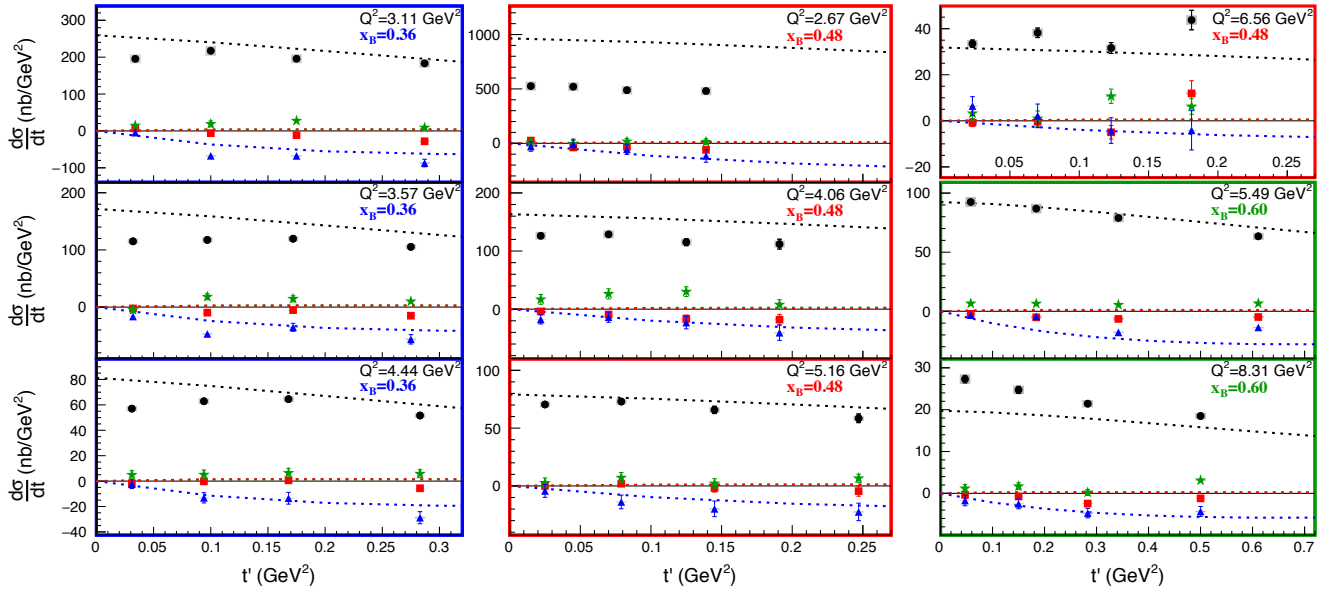 Q²=3.11 GeV²
x_B=0.36
dσ/dt (nb/GeV²)
300
200
100
0
−100
Q²=2.67 GeV²
x_B=0.48
1000
500
0
Q²=6.56 GeV²
x_B=0.48
40
20
0
−20
0.05 0.1 0.15 0.2 0.25
Q²=3.57 GeV²
x_B=0.36
dσ/dt (nb/GeV²)
200
100
0
Q²=4.06 GeV²
x_B=0.48
200
100
0
Q²=5.49 GeV²
x_B=0.60
100
50
0
Q²=4.44 GeV²
x_B=0.36
dσ/dt (nb/GeV²)
80
60
40
20
0
−20
−40
0 0.05 0.1 0.15 0.2 0.25 0.3
t' (GeV²)
Q²=5.16 GeV²
x_B=0.48
100
50
0
0 0.05 0.1 0.15 0.2 0.25
t' (GeV²)
Q²=8.31 GeV²
x_B=0.60
30
20
10
0
0 0.1 0.2 0.3 0.4 0.5 0.6 0.7
t' (GeV²)